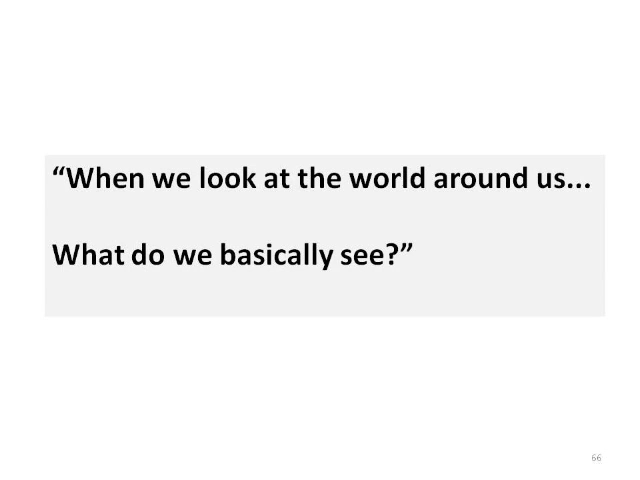 “When we look at the world around us...
What do we basically see?”
66